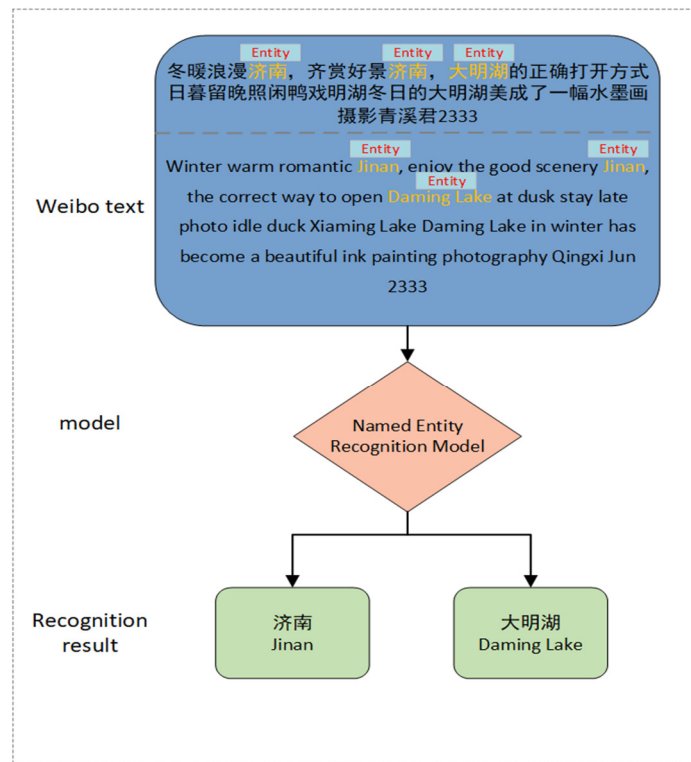 Entity Entity Entity
冬暖浪漫济南，齐赏好景济南，大明湖的正确打开方式
日暮留晚照闲鸭戏明湖冬日的大明湖美成了一幅水墨画
摄影青溪君2333
Entity Entity
Winter warm romantic Jinan, enjoy the good scenery Jinan,
Entity
the correct way to open Daming Lake at dusk stay late
Weibo text
photo idle duck Xiaming Lake Daming Lake in winter has
become a beautiful ink painting photography Qingxi Jun
2333
model
Named Entity
Recognition Model
Recognition
result
济南
Jinan
大明湖
Daming Lake